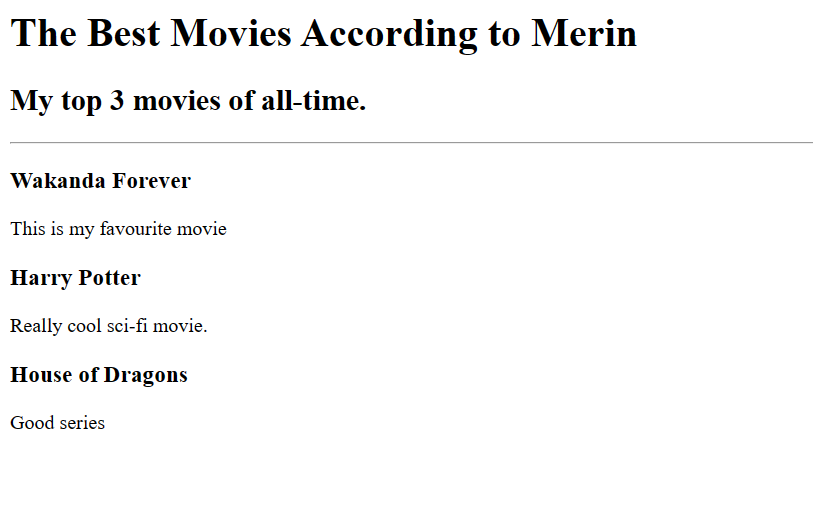 The Best Movies According to Merin
My top 3 movies of all-time.
Wakanda Forever
This is my favourite movie
Harry Potter
Really cool sci-fi movie.
House of Dragons
Good series